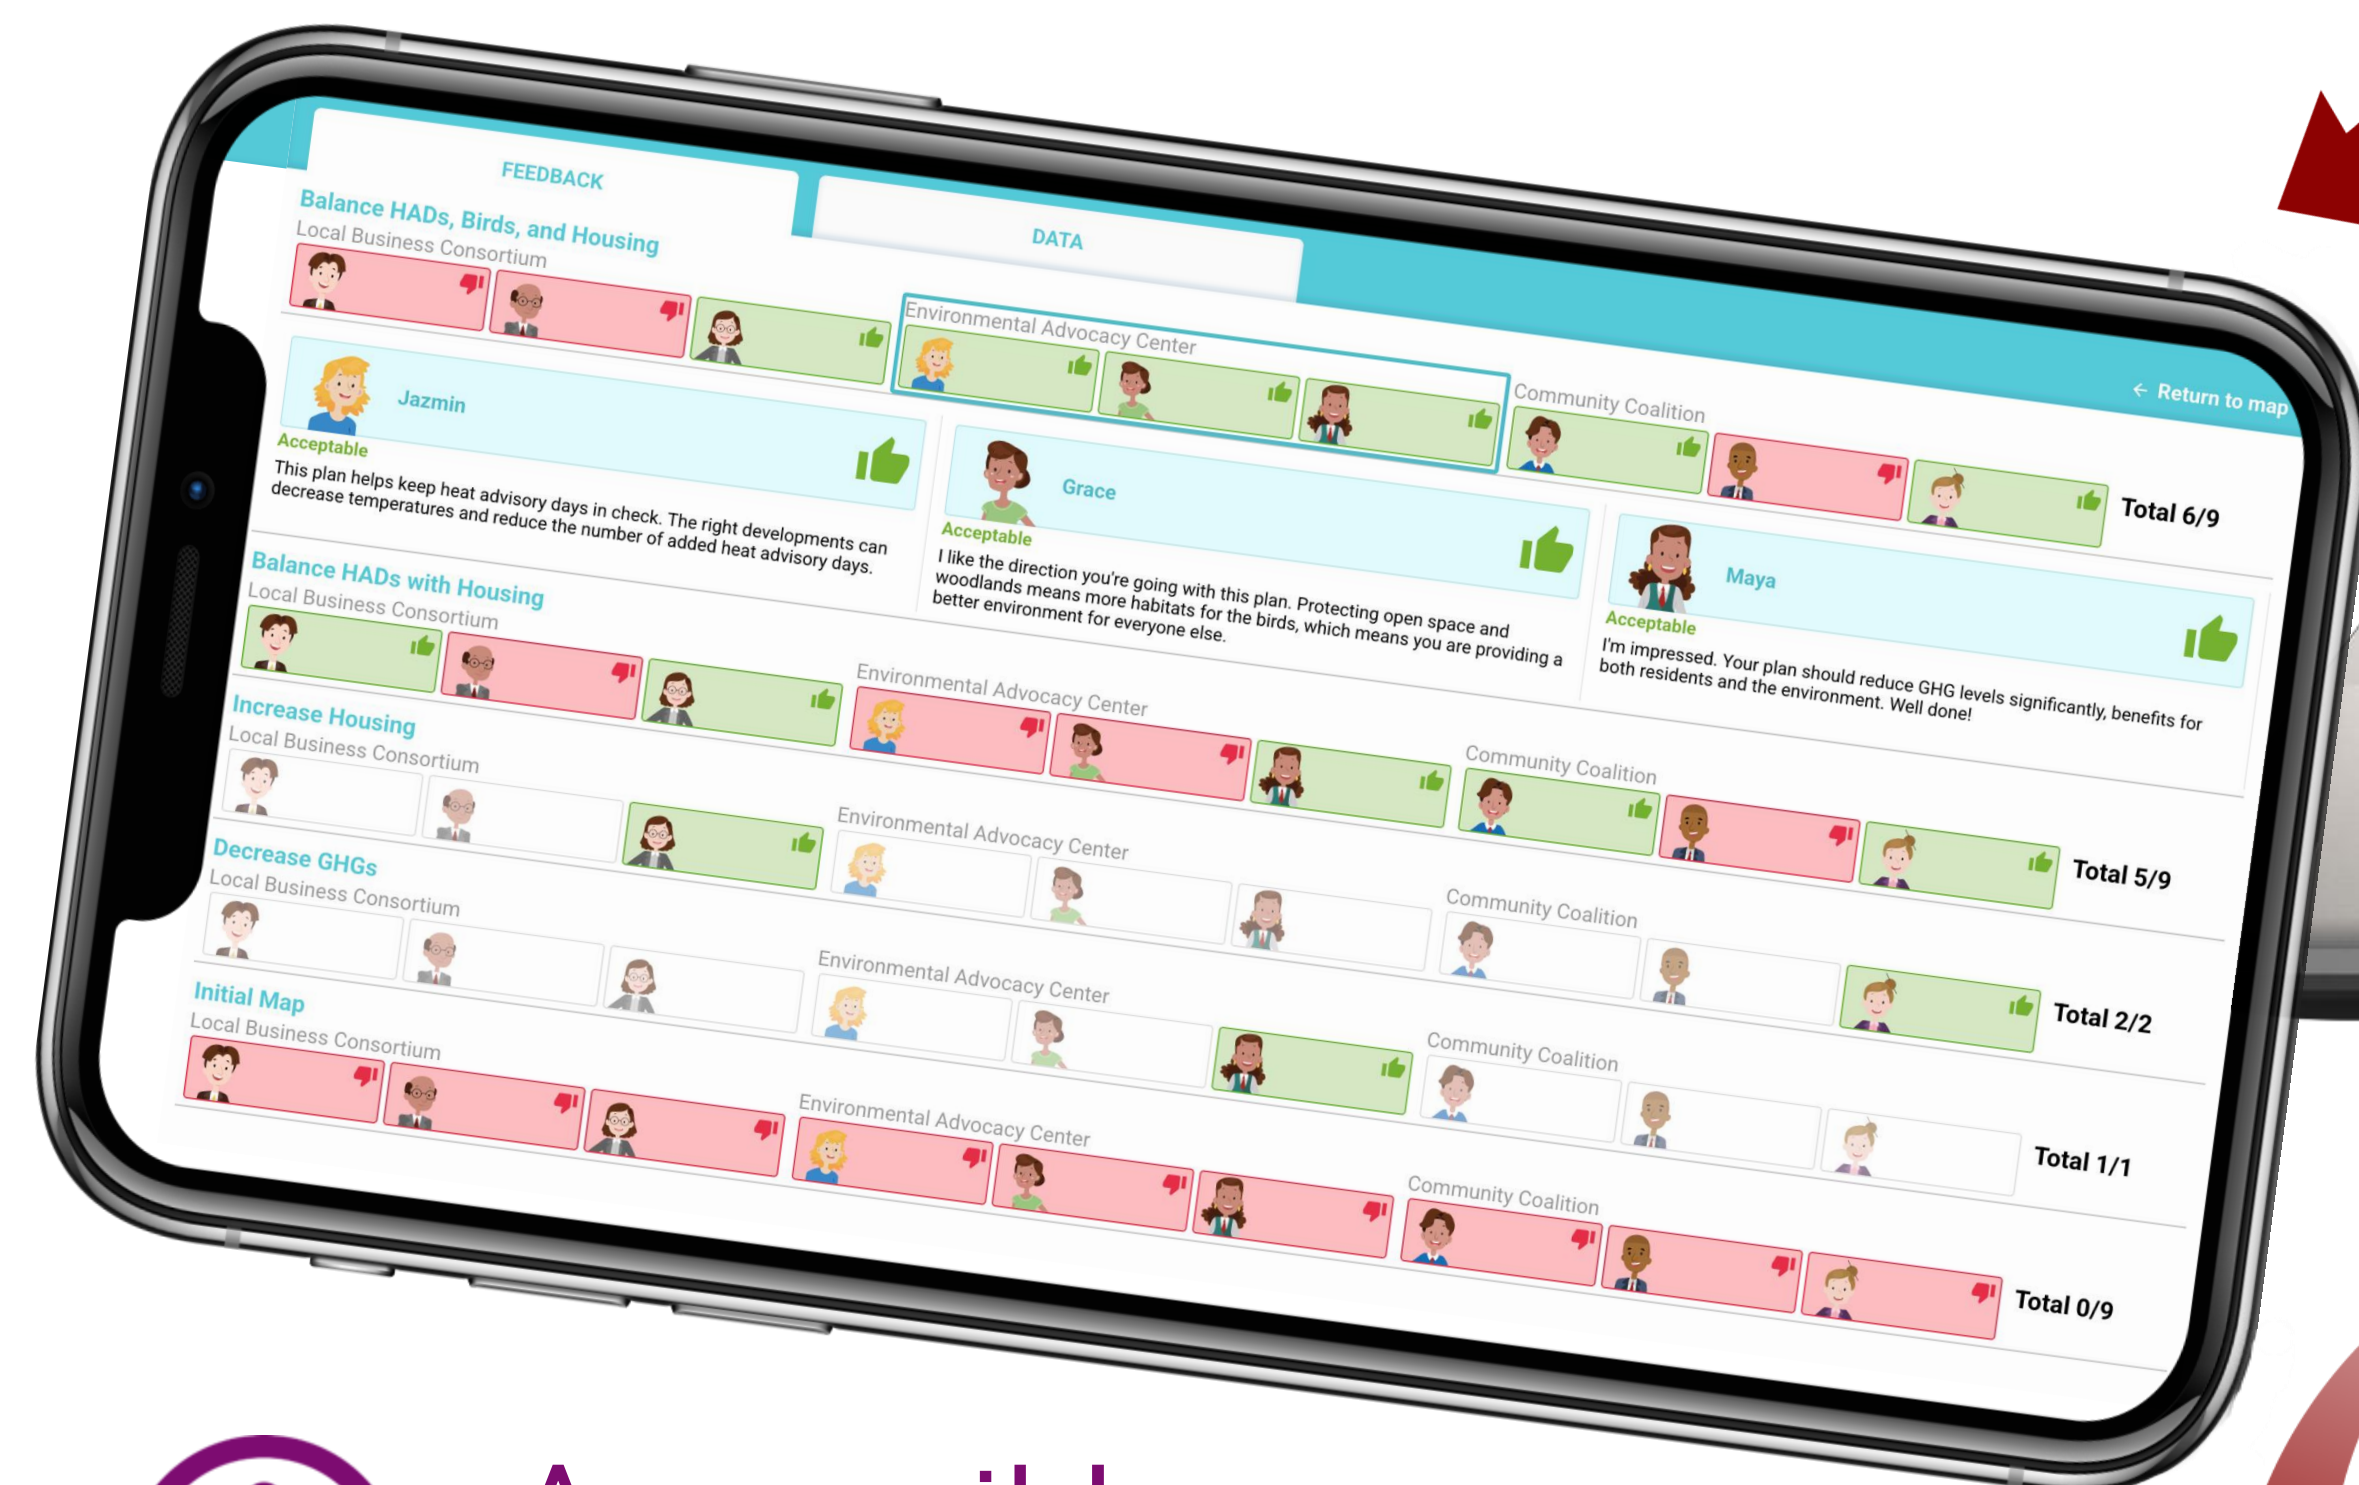 FEEDBACK
DATA
← Return to map
Balance HADs, Birds, and Housing
Local Business Consortium
Environmental Advocacy Center
Community Coalition
Total 6/9
Jazmin
Acceptable
This plan helps keep heat advisory days in check. The right developments can
decrease temperatures and reduce the number of added heat advisory days.
Grace
Acceptable
I like the direction you're going with this plan. Protecting open space and
woodlands means more habitats for the birds, which means you are providing a
better environment for everyone else.
Maya
Acceptable
I'm impressed. Your plan should reduce GHG levels significantly, benefits for
both residents and the environment. Well done!
Balance HADs with Housing
Local Business Consortium
Environmental Advocacy Center
Community Coalition
Total 5/9
Increase Housing
Local Business Consortium
Environmental Advocacy Center
Community Coalition
Total 2/2
Decrease GHGs
Local Business Consortium
Environmental Advocacy Center
Community Coalition
Total 1/1
Initial Map
Local Business Consortium
Environmental Advocacy Center
Community Coalition
Total 0/9